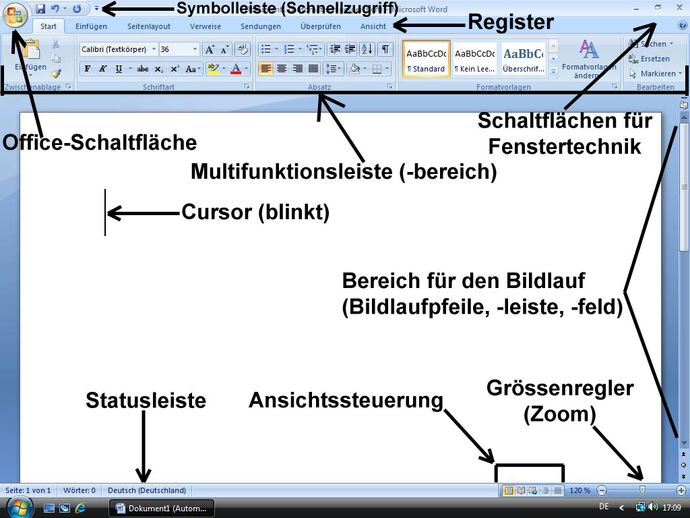 Symbolleiste (Schnellzugriff)
Microsoft Word
Start Einfügen Seitenlayout Verweise Sendungen Überprüfen Ansicht
Register
Calibri (Textkörper) 36
AaBbCcDc AaBbCcDc AaBbC
Suchen
Einfügen
F K U
¶ Standard ¶ Kein Lee... Überschrif...
Formatvorlagen ändern
Ersetzen
Markieren
Zwischenablage Schriftart Absatz Formatvorlagen Bearbeiten
Office-Schaltfläche
Schaltflächen für
Fenstertechnik
Multifunktionsleiste (-bereich)
Cursor (blinkt)
Bereich für den Bildlauf
(Bildlaufpfeile, -leiste, -feld)
Statusleiste
Ansichtssteuerung
Grössenregler
(Zoom)
Seite: 1 von 1 Wörter: 0 Deutsch (Deutschland) 120 %
Dokument1 (Autom... DE 17:09